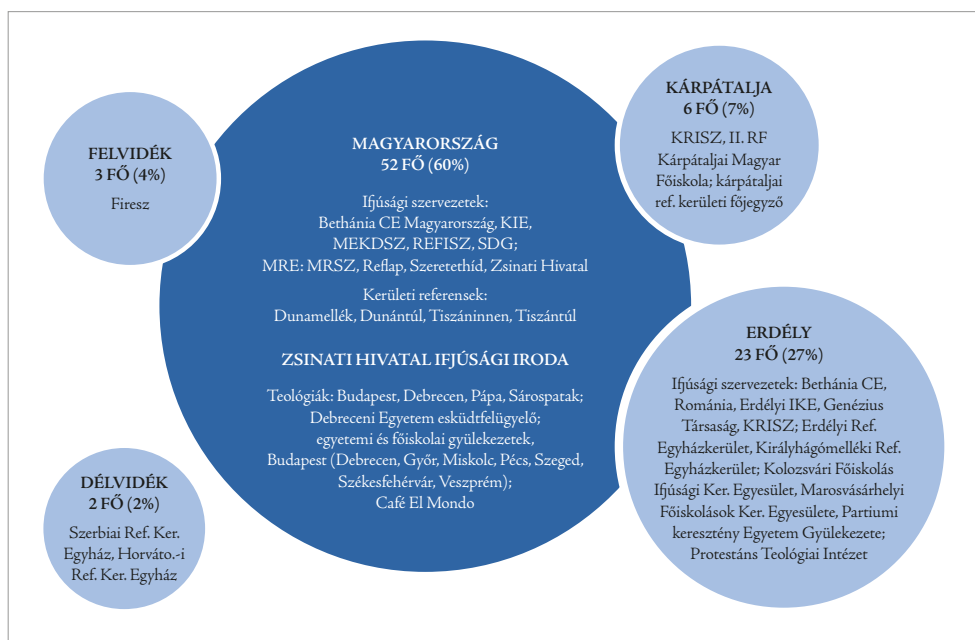 FELVIDÉK
3 FŐ (4%)
Firesz
MAGYARORSZÁG
52 FŐ (60%)
Ifjúsági szervezetek:
Bethánia CE Magyarország, KIE,
MEKDSZ, REFISZ, SDG;
MRE: MRSZ, Reflap, Szeretethíd, Zsinati Hivatal
Kerületi referensek:
Dunamellék, Dunántúl, Tiszáninnen, Tiszántúl
ZSINATI HIVATAL IFJÚSÁGI IRODA
Teológiák: Budapest, Debrecen, Pápa, Sárospatak;
Debreceni Egyetem esküdtfelügyelő;
egyetemi és főiskolai gyülekezetek,
Budapest (Debrecen, Győr, Miskolc, Pécs, Szeged,
Székesfehérvár, Veszprém);
Café El Mondo
KÁRPÁTALJA
6 FŐ (7%)
KRISZ, II. RF
Kárpátaljai Magyar
Főiskola; kárpátaljai
ref. kerületi főjegyző
ERDÉLY
23 FŐ (27%)
Ifjúsági szervezetek: Bethánia CE,
Románia, Erdélyi IKE, Genézius
Társaság, KRISZ; Erdélyi Ref.
Egyházkerület, Királyhágómelléki Ref.
Egyházkerület; Kolozsvári Főiskolás
Ifjúsági Ker. Egyesület, Marosvásárhelyi
Főiskolások Ker. Egyesülete, Partiumi
keresztény Egyetem Gyülekezete;
Protestáns Teológiai Intézet
DÉLVIDÉK
2 FŐ (2%)
Szerbiai Ref. Ker.
Egyház, Horváto.-i
Ref. Ker. Egyház